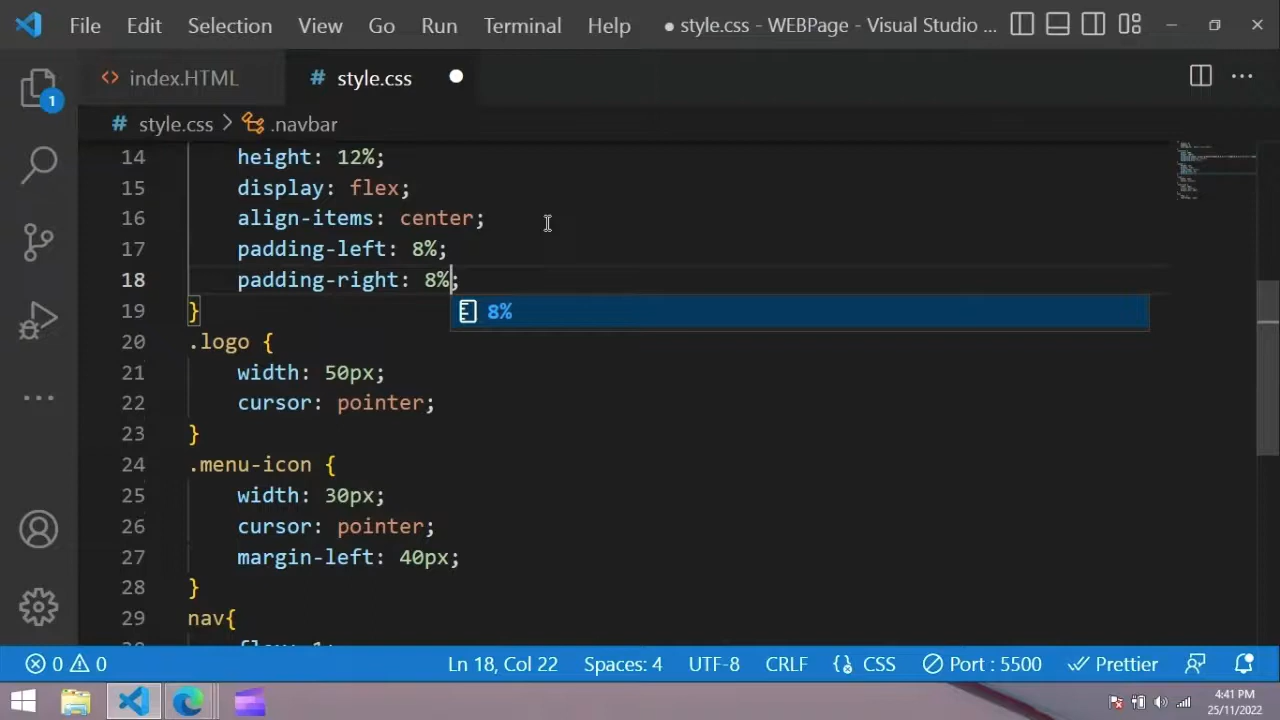 File Edit Selection View Go Run Terminal Help ● style.css - WEBPage - Visual Studio ...
<> index.HTML # style.css ●
# style.css > .navbar
14 height: 12%;
15 display: flex;
16 align-items: center;
17 padding-left: 8%;
18 padding-right: 8%;
19 }
8%
20 .logo {
21 width: 50px;
22 cursor: pointer;
23 }
24 .menu-icon {
25 width: 30px;
26 cursor: pointer;
27 margin-left: 40px;
28 }
29 nav{
1
0 0 Ln 18, Col 22 Spaces: 4 UTF-8 CRLF {} CSS Port : 5500 Prettier
4:41 PM
25/11/2022